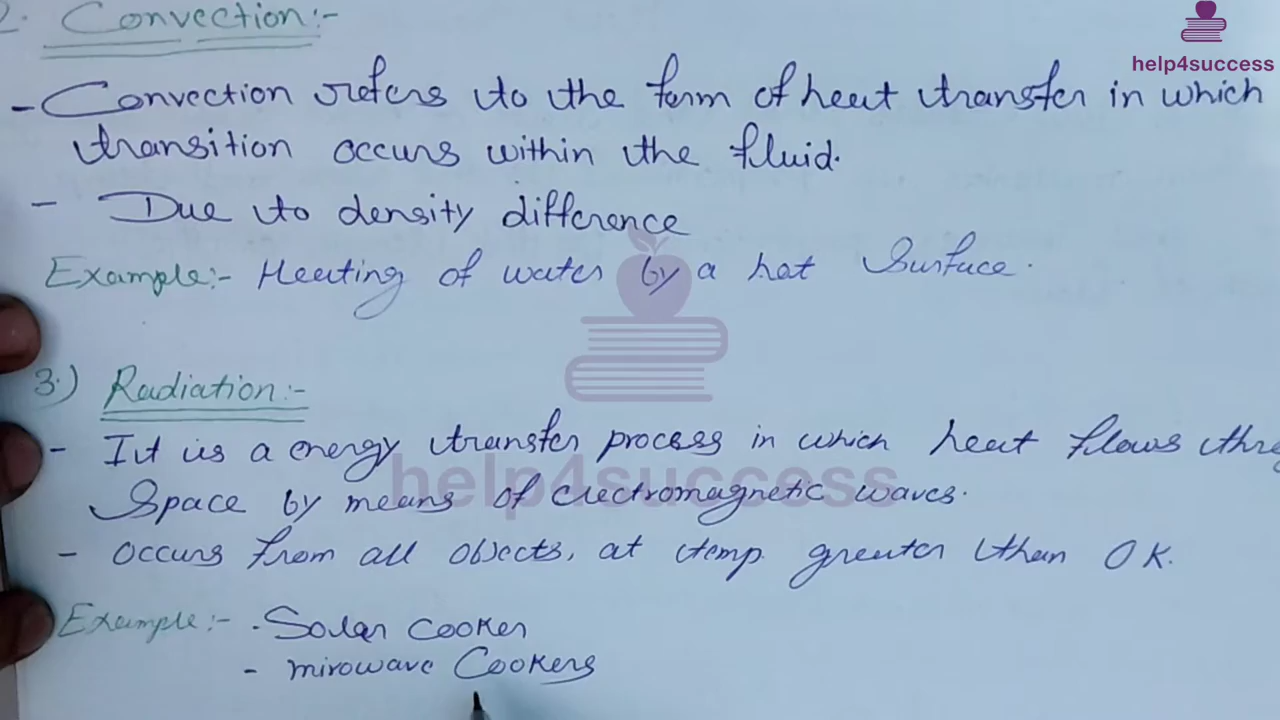 2. Convection:-
help4success
- Convection refers to the form of heat transfer in which
transition occurs within the fluid.
- Due to density difference
Example:- Heating of water by a hot surface.
3.) Radiation:-
- It is a energy transfer process in which heat flows thro
help4success
Space by means of electromagnetic waves.
- Occurs from all objects, at temp. greater than 0 K.
Example:- - Solar cooker
- mirowave Cookers